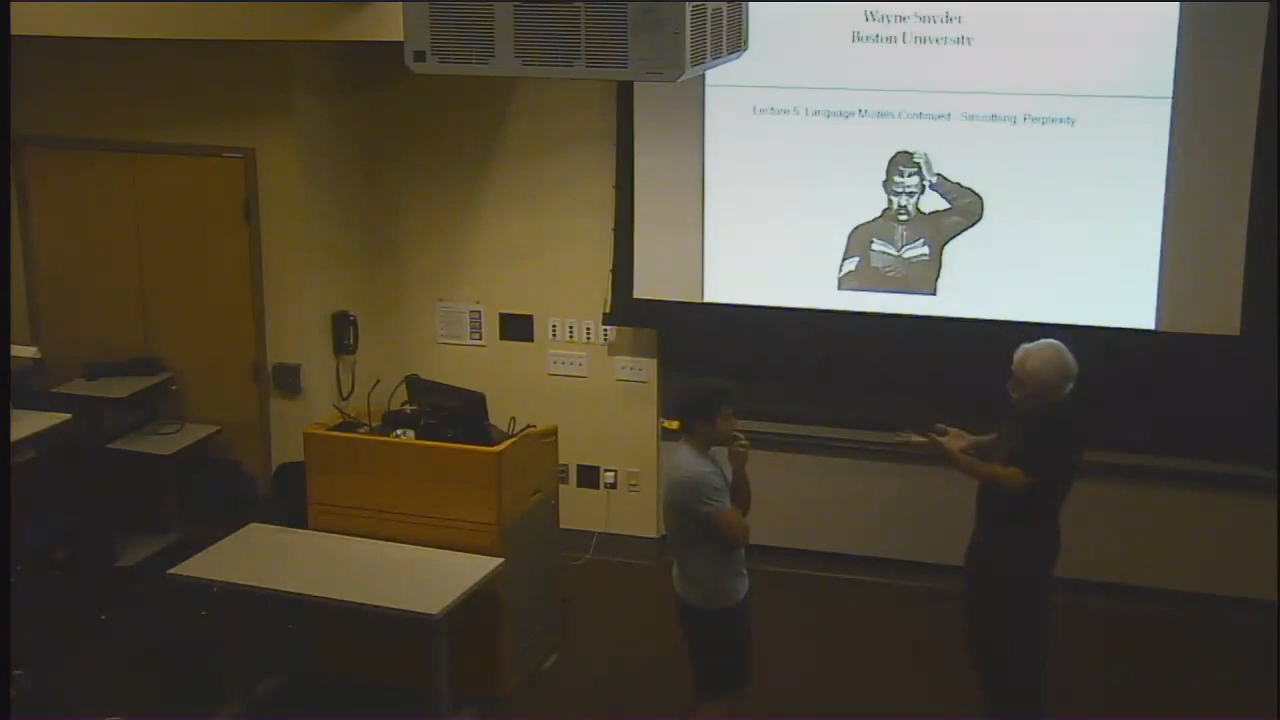 Wayne Snyder
Boston University
Lecture 5: Language Models Continued: Smoothing, Perplexity